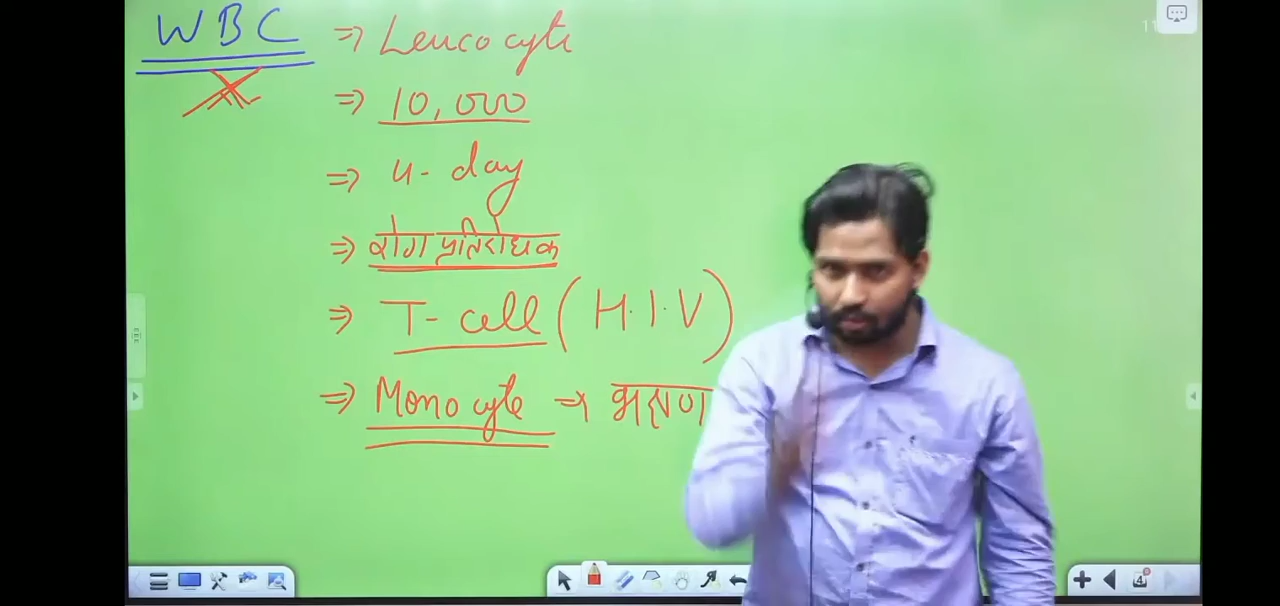 WBC ⇒ Leucocyte
⇒ 10,000
⇒ 4- day
⇒ रोग प्रतिरोधक
⇒ T- cell (H.I.V)
⇒ Monocyte ⇒ भक्षण